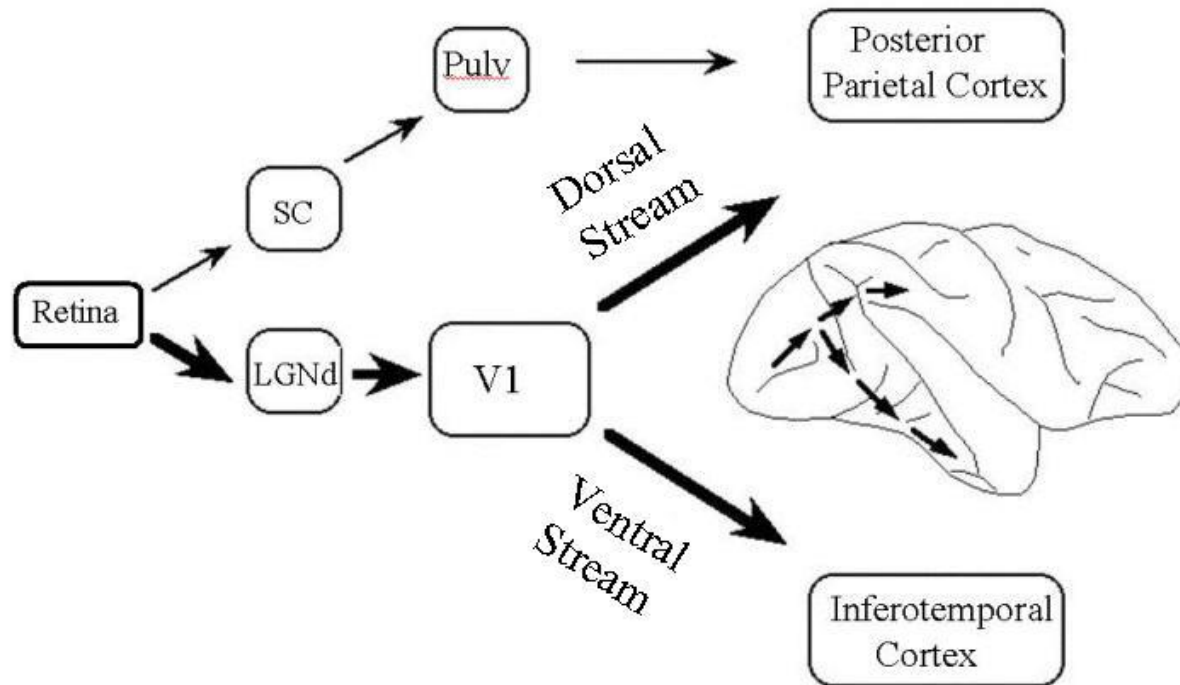 Pulv
Posterior
Parietal Cortex
Dorsal
Stream
SC
Retina
LGNd
V1
Ventral
Stream
Inferotemporal
Cortex